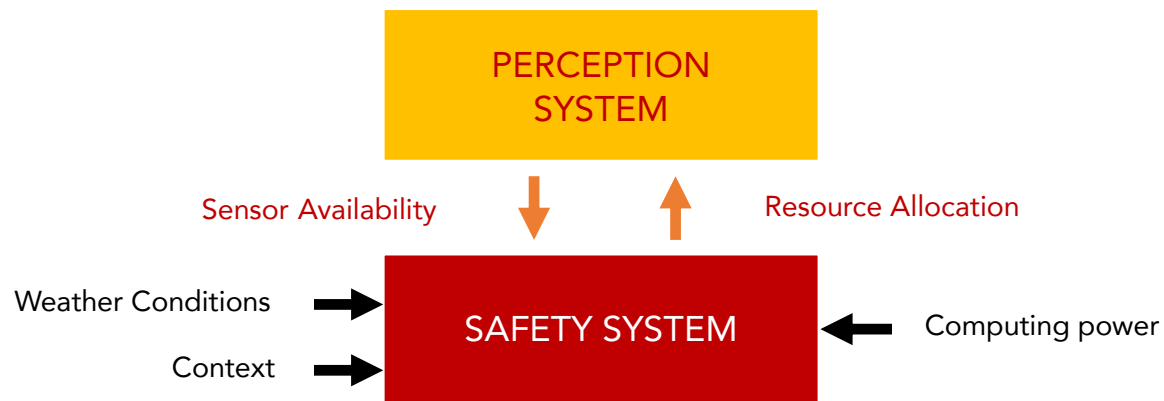 PERCEPTION
SYSTEM
Sensor Availability
Resource Allocation
Weather Conditions
SAFETY SYSTEM
Computing power
Context